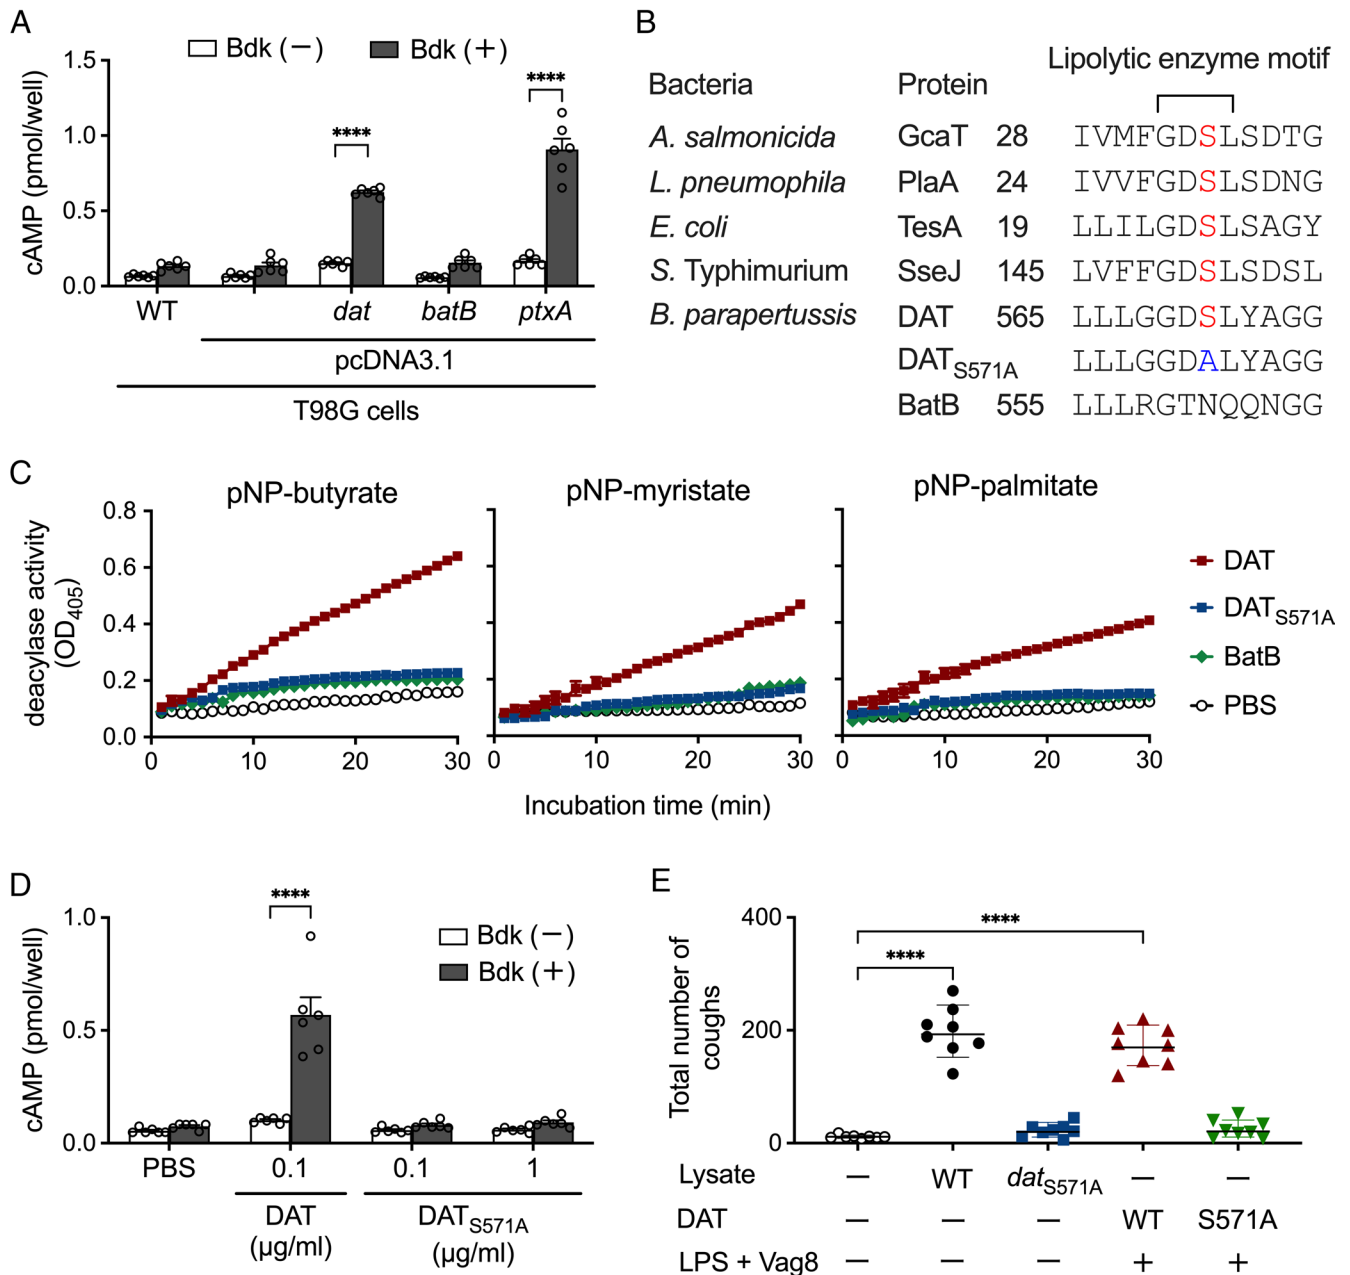 A
Bdk (−) Bdk (+)
cAMP (pmol/well)
1.5
1.0
0.5
0.0
**** ****
WT dat batB ptxA
pcDNA3.1
T98G cells
B
Lipolytic enzyme motif
Bacteria Protein
A. salmonicida GcaT 28 IVMFGDSLSDTG
L. pneumophila PlaA 24 IVVFGDSLSDNG
E. coli TesA 19 LLILGDSLSAGY
S. Typhimurium SseJ 145 LVFFGDSLSDSL
B. parapertussis DAT 565 LLLGGDSLYAGG
DATS571A LLLGGDALYAGG
BatB 555 LLLRGTNQQNGG
C
pNP-butyrate pNP-myristate pNP-palmitate
deacylase activity
(OD405)
0.8
0.6
0.4
0.2
0.0
0 10 20 30 0 10 20 30 0 10 20 30
Incubation time (min)
DAT
DATS571A
BatB
PBS
D
cAMP (pmol/well)
1.0
0.5
0.0
****
Bdk (−)
Bdk (+)
PBS 0.1 0.1 1
DAT DATS571A
(μg/ml) (μg/ml)
E
Total number of
coughs
400
200
0
****
****
Lysate − WT datS571A − −
DAT − − − WT S571A
LPS + Vag8 − − − + +